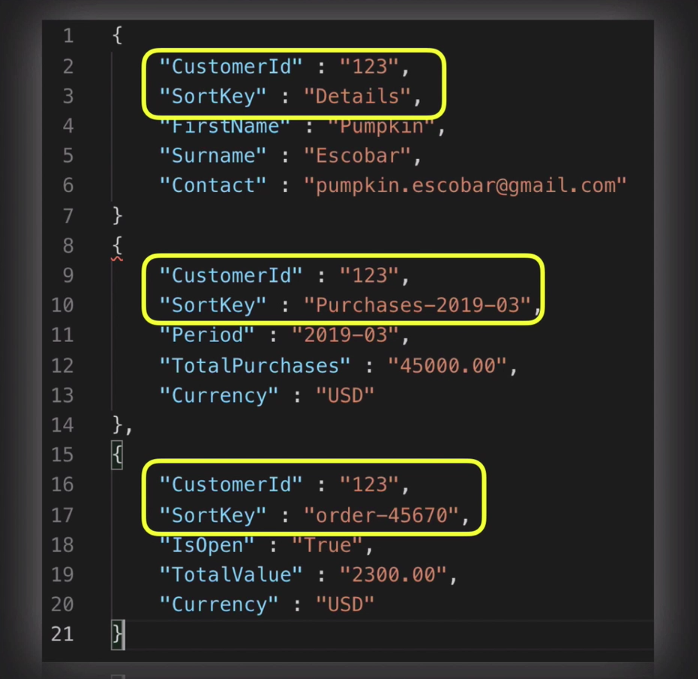 1 {
2 "CustomerId" : "123",
3 "SortKey" : "Details",
4 "FirstName" : "Pumpkin",
5 "Surname" : "Escobar",
6 "Contact" : "pumpkin.escobar@gmail.com"
7 }
8 {
9 "CustomerId" : "123",
10 "SortKey" : "Purchases-2019-03",
11 "Period" : "2019-03",
12 "TotalPurchases" : "45000.00",
13 "Currency" : "USD"
14 },
15 {
16 "CustomerId" : "123",
17 "SortKey" : "order-45670",
18 "IsOpen" : "True",
19 "TotalValue" : "2300.00",
20 "Currency" : "USD"
21 }